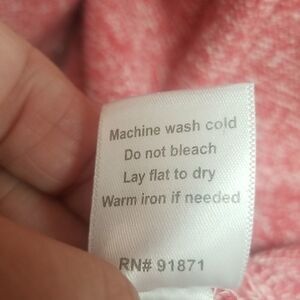 Machine wash cold
Do not bleach
Lay flat to dry
Warm iron if needed
RN# 91871